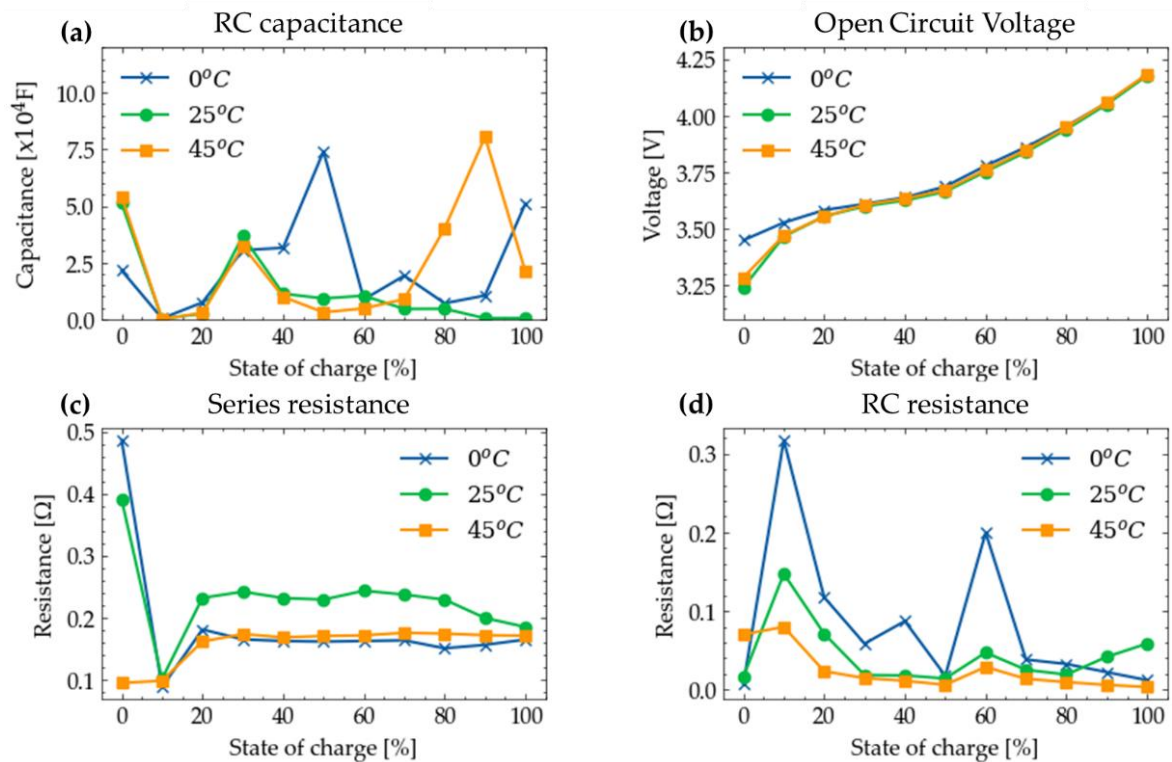 (a) RC capacitance
Capacitance [x10⁴F]
10.0
7.5
5.0
2.5
0.0
0°C
25°C
45°C
0 20 40 60 80 100
State of charge [%]
(b) Open Circuit Voltage
Voltage [V]
4.25
4.00
3.75
3.50
3.25
0°C
25°C
45°C
0 20 40 60 80 100
State of charge [%]
(c) Series resistance
Resistance [Ω]
0.5
0.4
0.3
0.2
0.1
0°C
25°C
45°C
0 20 40 60 80 100
State of charge [%]
(d) RC resistance
Resistance [Ω]
0.3
0.2
0.1
0.0
0°C
25°C
45°C
0 20 40 60 80 100
State of charge [%]